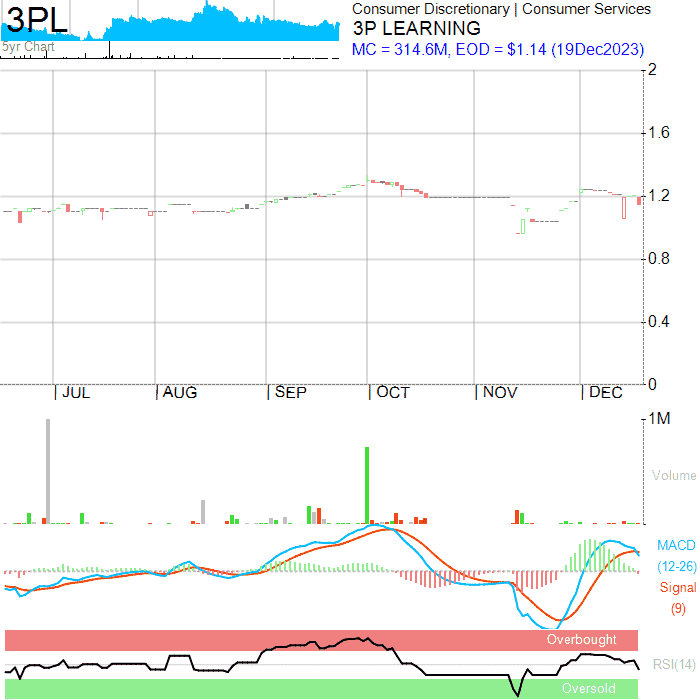 3PL
5yr Chart
Consumer Discretionary | Consumer Services
3P LEARNING
MC = 314.6M, EOD = $1.14 (19Dec2023)
2
1.6
1.2
0.8
0.4
0
JUL AUG SEP OCT NOV DEC
1M
Volume
MACD
(12-26)
Signal
(9)
Overbought
RSI(14)
Oversold